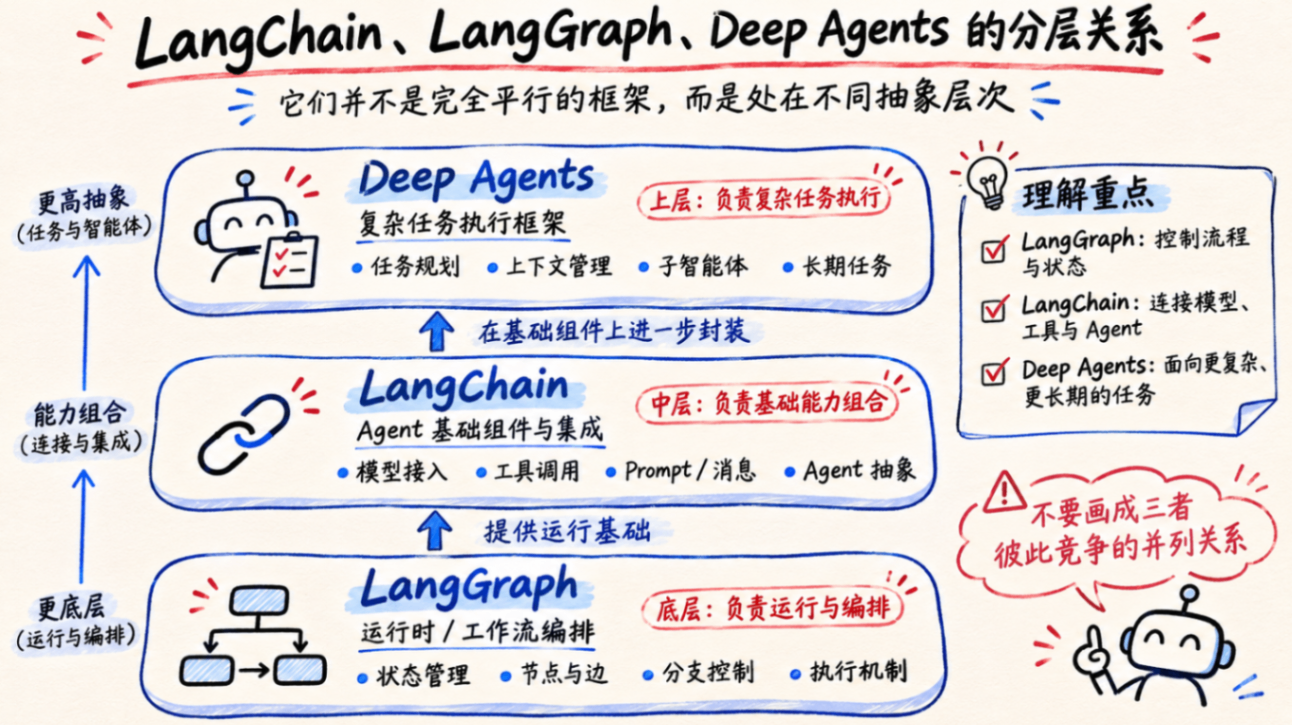 LangChain、LangGraph、Deep Agents 的分层关系
它们并不是完全平行的框架，而是处在不同抽象层次
更高抽象
（任务与智能体）
能力组合
（连接与集成）
更底层
（运行与编排）
Deep Agents
复杂任务执行框架
上层：负责复杂任务执行
• 任务规划 • 上下文管理 • 子智能体 • 长期任务
在基础组件上进一步封装
LangChain
Agent 基础组件与集成
中层：负责基础能力组合
• 模型接入 • 工具调用 • Prompt / 消息 • Agent 抽象
提供运行基础
LangGraph
运行时 / 工作流编排
底层：负责运行与编排
• 状态管理 • 节点与边 • 分支控制 • 执行机制
理解重点
LangGraph：控制流程
与状态
LangChain：连接模型、
工具与 Agent
Deep Agents：面向更复杂、
更长期的任务
不要画成三者
彼此竞争的并列关系